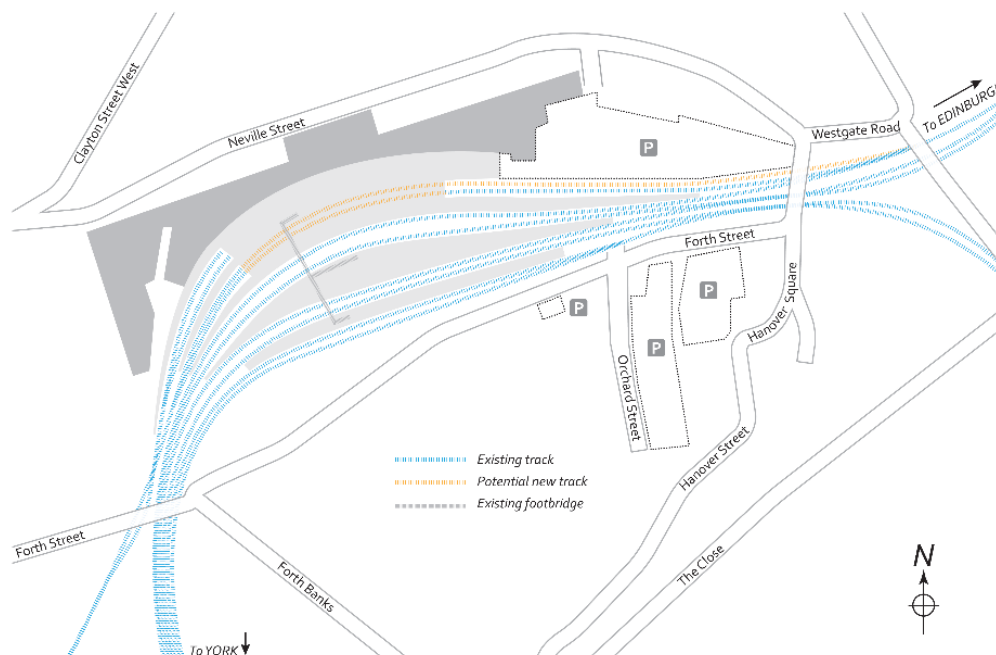 Clayton Street West
Neville Street
P
Westgate Road
To EDINBURGH
Forth Street
P
P
P
Hanover Square
Orchard Street
Hanover Street
Existing track
Potential new track
Existing footbridge
Forth Street
Forth Banks
The Close
N
To YORK